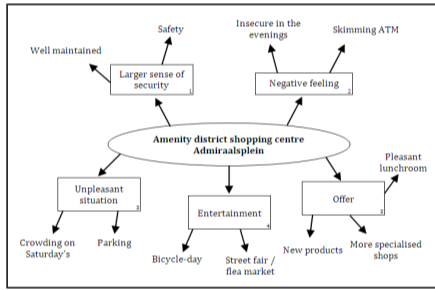 Insecure in the
evenings
Skimming ATM
Safety
Well maintained
Larger sense of
security
1
Negative feeling
2
Amenity district shopping centre
Admiraalsplein
Pleasant
lunchroom
Unpleasant
situation
3
Entertainment
4
Offer
Crowding on
Saturday's
Parking
Bicycle-day
Street fair /
flea market
New products
More specialised
shops